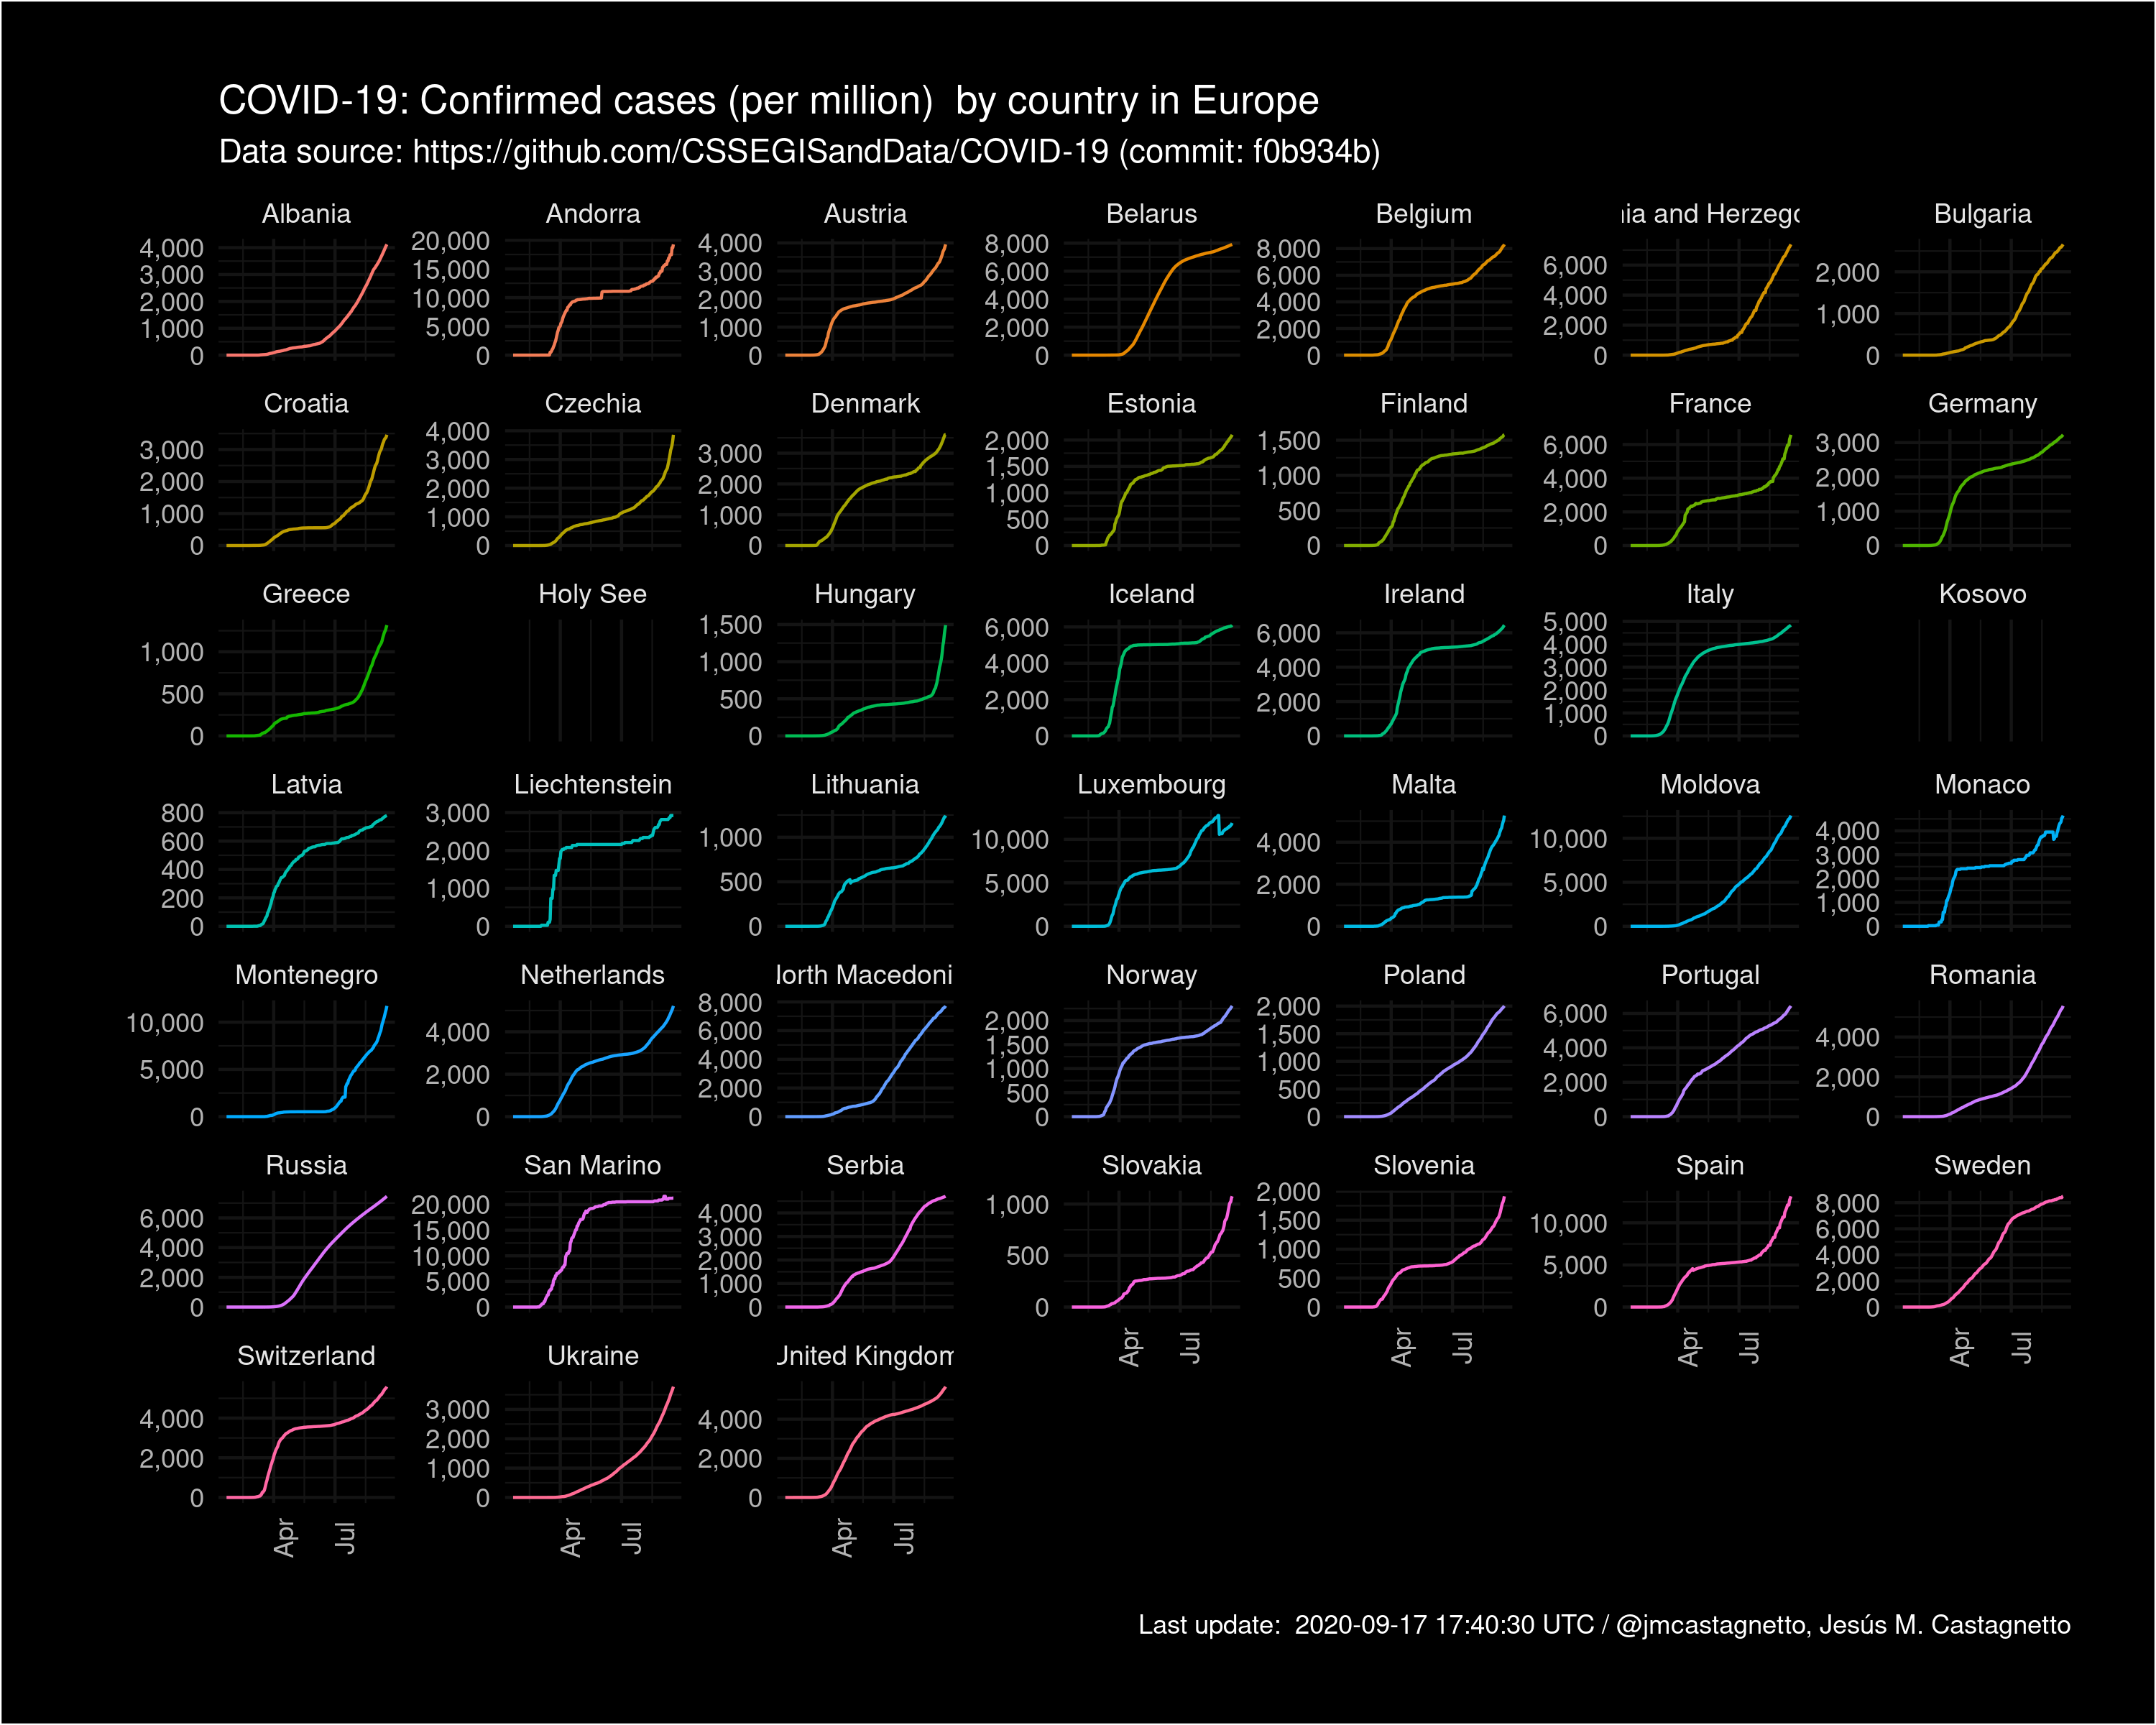 COVID-19: Confirmed cases (per million)  by country in Europe
Data source: https://github.com/CSSEGISandData/COVID-19 (commit: f0b934b)
Albania Andorra Austria Belarus Belgium nia and Herzego Bulgaria
4,000 3,000 2,000 1,000 0
20,000 15,000 10,000 5,000 0
4,000 3,000 2,000 1,000 0
8,000 6,000 4,000 2,000 0
8,000 6,000 4,000 2,000 0
6,000 4,000 2,000 0
2,000 1,000 0
Croatia Czechia Denmark Estonia Finland France Germany
3,000 2,000 1,000 0
4,000 3,000 2,000 1,000 0
3,000 2,000 1,000 0
2,000 1,500 1,000 500 0
1,500 1,000 500 0
6,000 4,000 2,000 0
3,000 2,000 1,000 0
Greece Holy See Hungary Iceland Ireland Italy Kosovo
1,000 500 0
1,500 1,000 500 0
6,000 4,000 2,000 0
6,000 4,000 2,000 0
5,000 4,000 3,000 2,000 1,000 0
Latvia Liechtenstein Lithuania Luxembourg Malta Moldova Monaco
800 600 400 200 0
3,000 2,000 1,000 0
1,000 500 0
10,000 5,000 0
4,000 2,000 0
10,000 5,000 0
4,000 3,000 2,000 1,000 0
Montenegro Netherlands North Macedoni Norway Poland Portugal Romania
10,000 5,000 0
4,000 2,000 0
8,000 6,000 4,000 2,000 0
2,000 1,500 1,000 500 0
2,000 1,500 1,000 500 0
6,000 4,000 2,000 0
4,000 2,000 0
Russia San Marino Serbia Slovakia Slovenia Spain Sweden
6,000 4,000 2,000 0
20,000 15,000 10,000 5,000 0
4,000 3,000 2,000 1,000 0
1,000 500 0
2,000 1,500 1,000 500 0
10,000 5,000 0
8,000 6,000 4,000 2,000 0
Apr Jul Apr Jul Apr Jul Apr Jul
Switzerland Ukraine United Kingdom
4,000 2,000 0
3,000 2,000 1,000 0
4,000 2,000 0
Apr Jul Apr Jul Apr Jul
Last update:  2020-09-17 17:40:30 UTC / @jmcastagnetto, Jesús M. Castagnetto